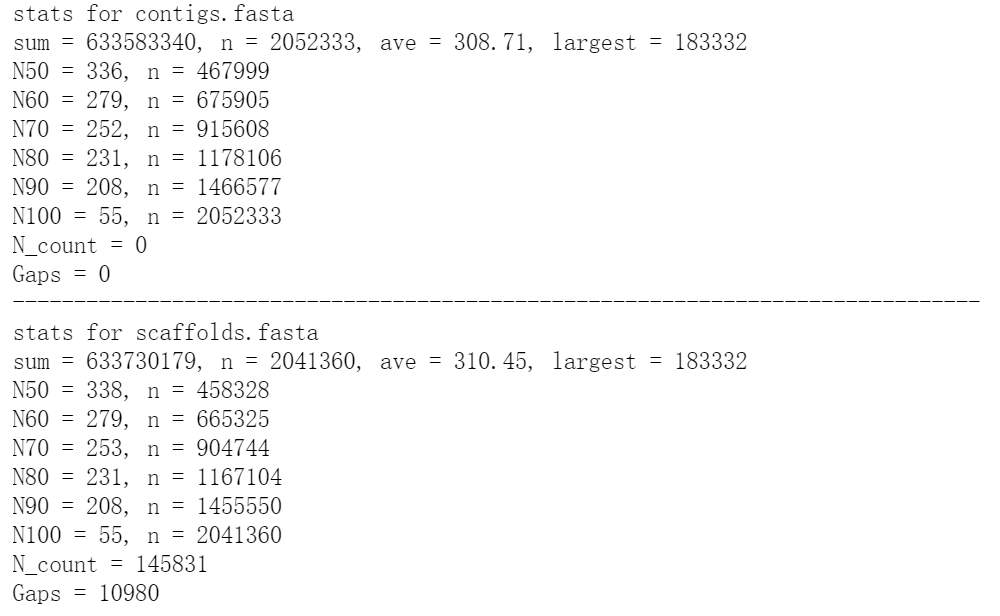 stats for contigs.fasta
sum = 633583340, n = 2052333, ave = 308.71, largest = 183332
N50 = 336, n = 467999
N60 = 279, n = 675905
N70 = 252, n = 915608
N80 = 231, n = 1178106
N90 = 208, n = 1466577
N100 = 55, n = 2052333
N_count = 0
Gaps = 0
-------------------------------------------------------------------------------
stats for scaffolds.fasta
sum = 633730179, n = 2041360, ave = 310.45, largest = 183332
N50 = 338, n = 458328
N60 = 279, n = 665325
N70 = 253, n = 904744
N80 = 231, n = 1167104
N90 = 208, n = 1455550
N100 = 55, n = 2041360
N_count = 145831
Gaps = 10980